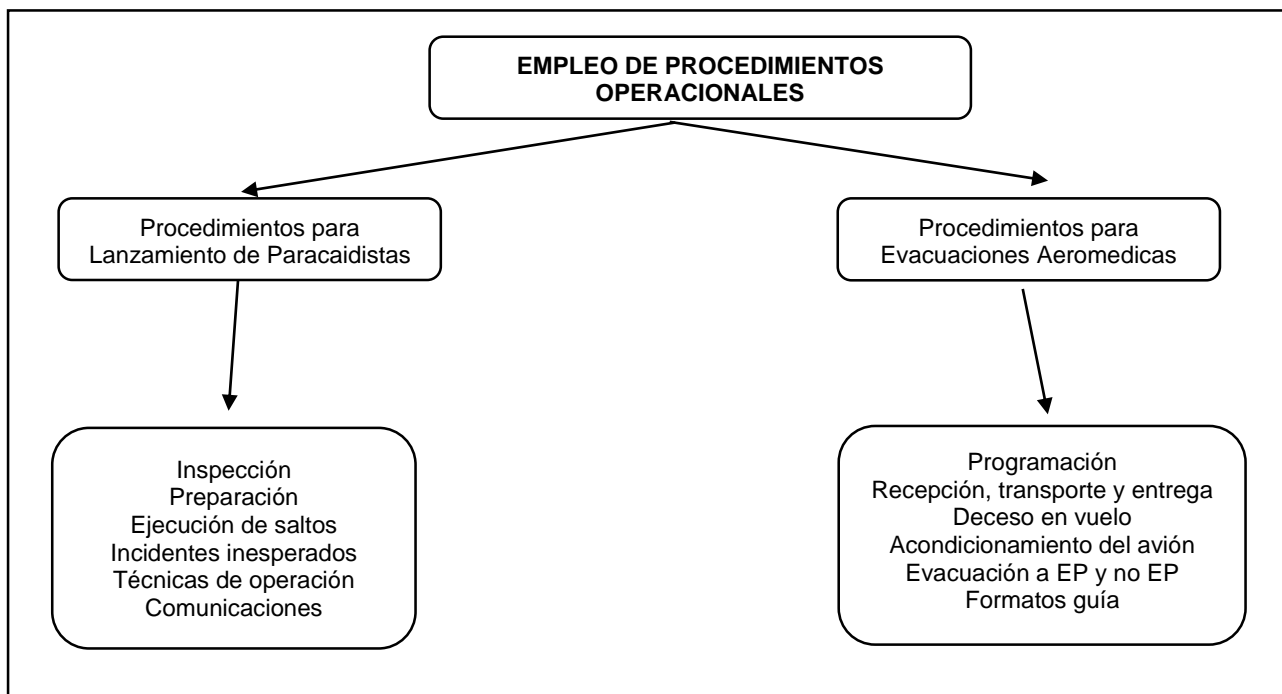 EMPLEO DE PROCEDIMIENTOS
OPERACIONALES
Procedimientos para
Lanzamiento de Paracaidistas
Procedimientos para
Evacuaciones Aeromedicas
Inspección
Preparación
Ejecución de saltos
Incidentes inesperados
Técnicas de operación
Comunicaciones
Programación
Recepción, transporte y entrega
Deceso en vuelo
Acondicionamiento del avión
Evacuación a EP y no EP
Formatos guía